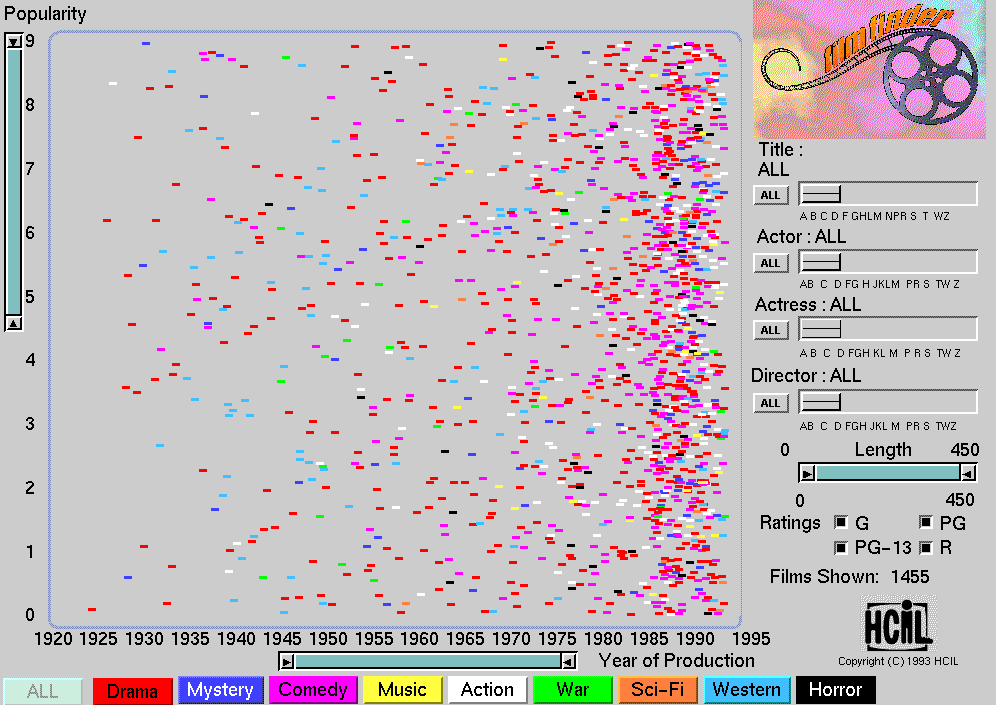 Popularity
film finder
9
8
7
6
5
4
3
2
1
0
1920 1925 1930 1935 1940 1945 1950 1955 1960 1965 1970 1975 1980 1985 1990 1995
Year of Production
Title :
ALL
ALL
A B C D F GHLM NPR S T WZ
Actor : ALL
ALL
AB C D FG H JKLM PR S TW Z
Actress : ALL
ALL
A B C D FGH KL M P R S TW Z
Director : ALL
ALL
AB C D FGH JKL M PR S TWZ
0 Length 450
0 450
Ratings G PG
PG-13 R
Films Shown: 1455
HCIL
Copyright (C) 1993 HCIL
ALL Drama Mystery Comedy Music Action War Sci-Fi Western Horror